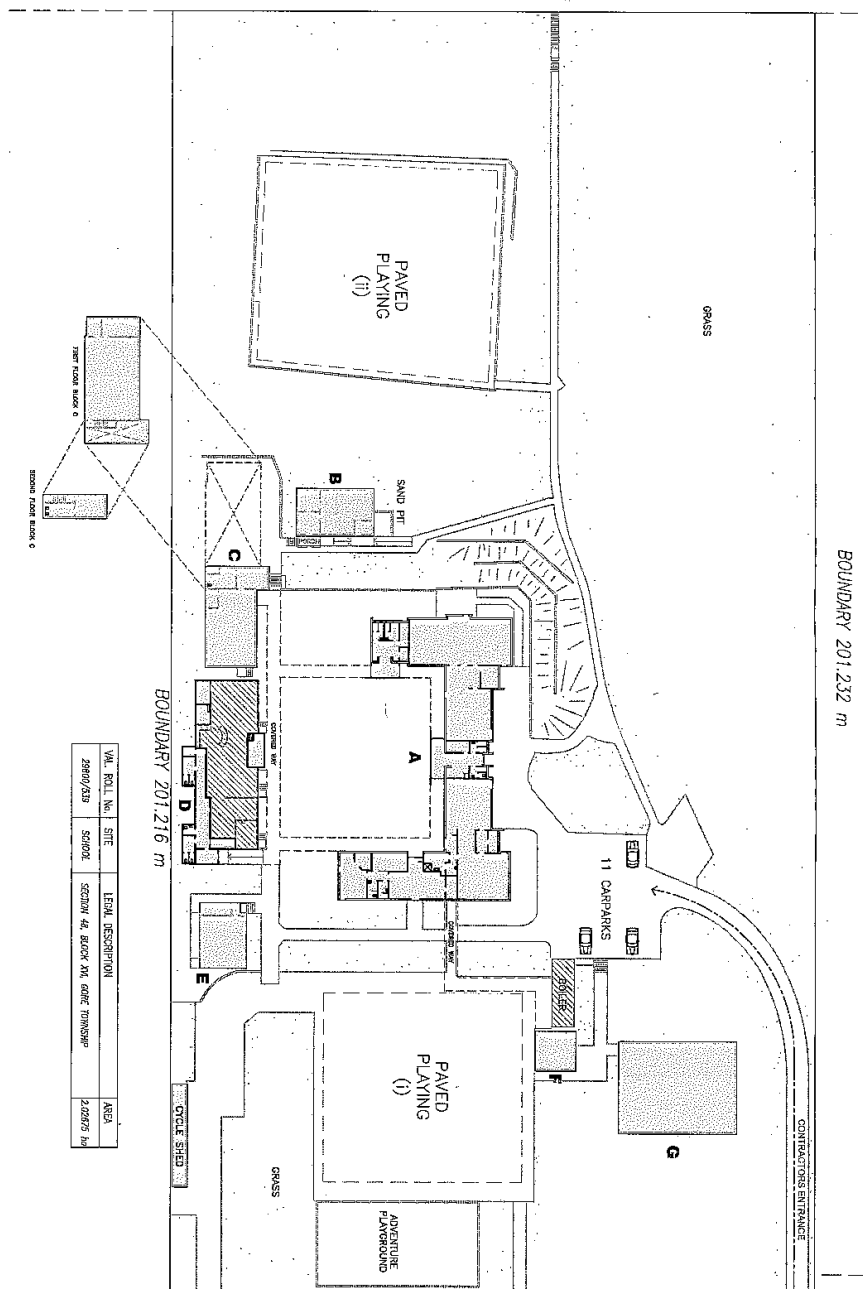 BOUNDARY 201.232 m
GRASS
PAVED
PLAYING
(ii)
FIRST FLOOR BLOCK C
SECOND FLOOR BLOCK C
SAND PIT
B
C
A
COVERED WAY
D
BOUNDARY 201.216 m
11 CARPARKS
COVERED WAY
BOILER
F
G
E
CONTRACTORS ENTRANCE
PAVED
PLAYING
(i)
GRASS
ADVENTURE
PLAYGROUND
CYCLE SHED
VAL. ROLL No. SITE LEGAL DESCRIPTION AREA
29800/539 SCHOOL SECTION 48, BLOCK XVI, GORE TOWNSHIP 2.02675 ha